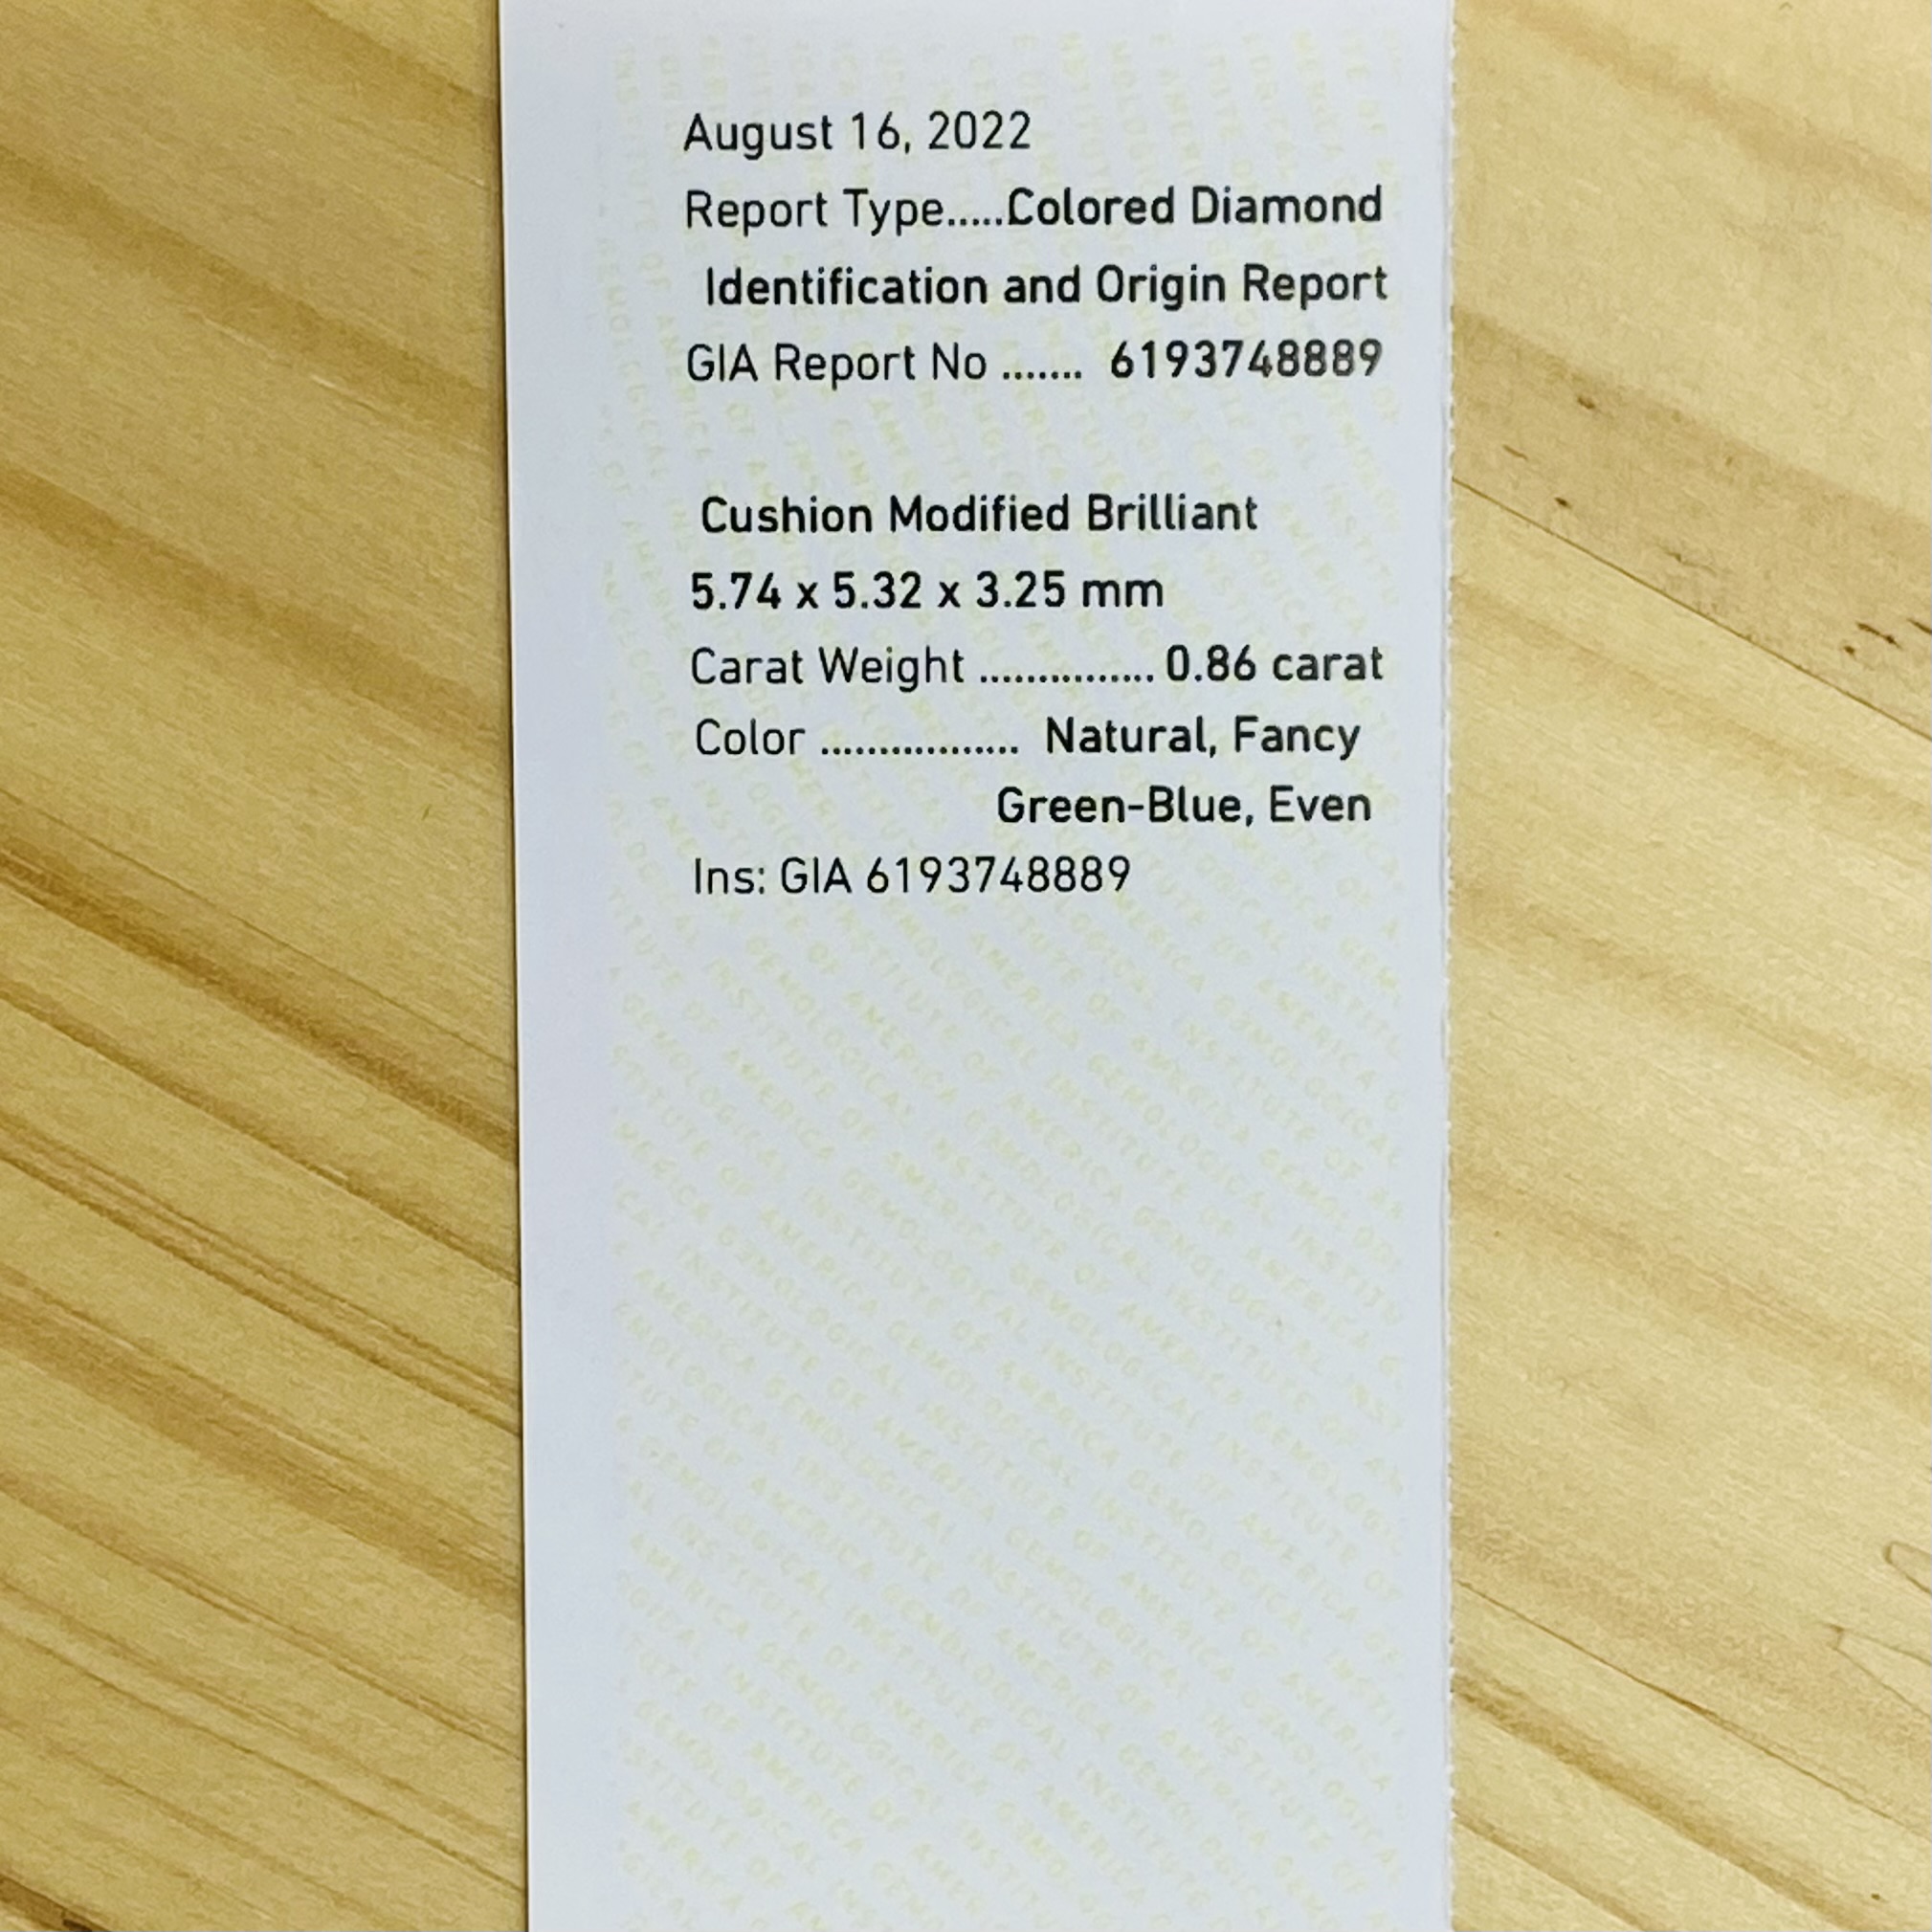 August 16, 2022
Report Type.....Colored Diamond
Identification and Origin Report
GIA Report No ....... 6193748889
Cushion Modified Brilliant
5.74 x 5.32 x 3.25 mm
Carat Weight ............... 0.86 carat
Color ................. Natural, Fancy
Green-Blue, Even
Ins: GIA 6193748889